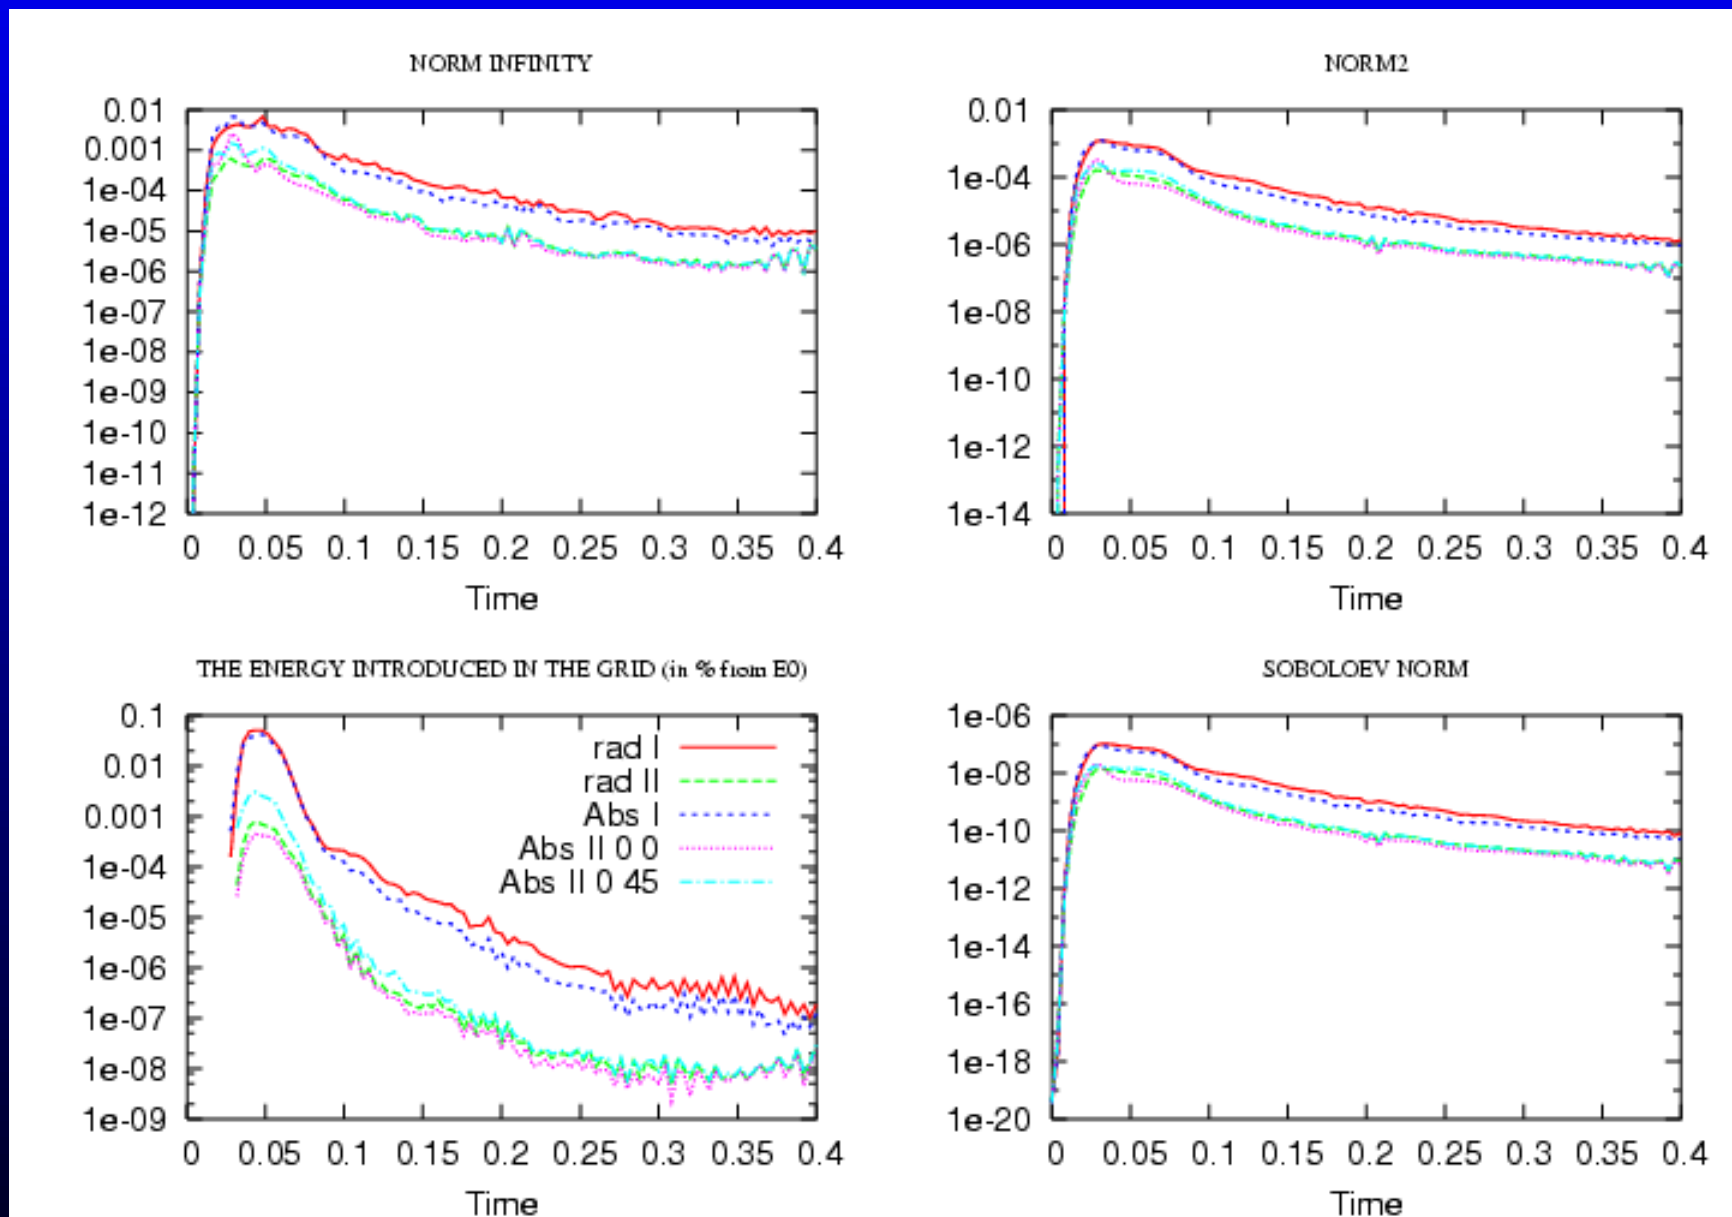 NORM INFINITY
0.01
0.001
1e-04
1e-05
1e-06
1e-07
1e-08
1e-09
1e-10
1e-11
1e-12
0 0.05 0.1 0.15 0.2 0.25 0.3 0.35 0.4
Time
NORM2
0.01
1e-04
1e-06
1e-08
1e-10
1e-12
1e-14
0 0.05 0.1 0.15 0.2 0.25 0.3 0.35 0.4
Time
THE ENERGY INTRODUCED IN THE GRID (in % from E0)
0.1
0.01
0.001
1e-04
1e-05
1e-06
1e-07
1e-08
1e-09
rad I
rad II
Abs I
Abs II 0 0
Abs II 0 45
0 0.05 0.1 0.15 0.2 0.25 0.3 0.35 0.4
Time
SOBOLOEV NORM
1e-06
1e-08
1e-10
1e-12
1e-14
1e-16
1e-18
1e-20
0 0.05 0.1 0.15 0.2 0.25 0.3 0.35 0.4
Time